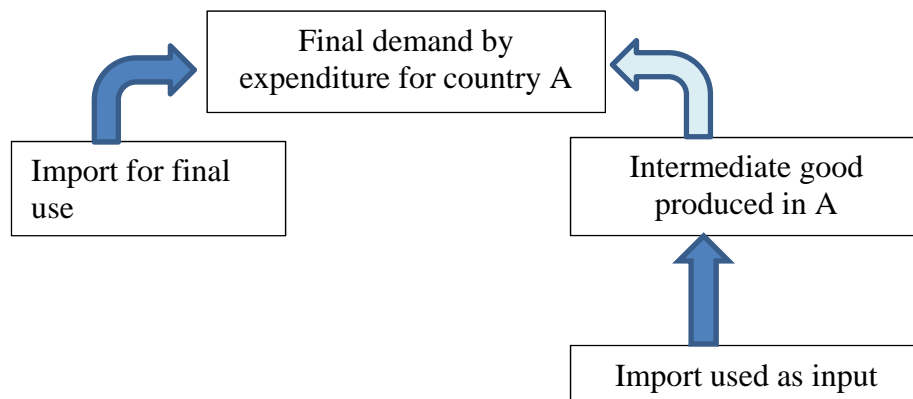 Final demand by
expenditure for country A
Import for final
use
Intermediate good
produced in A
Import used as input